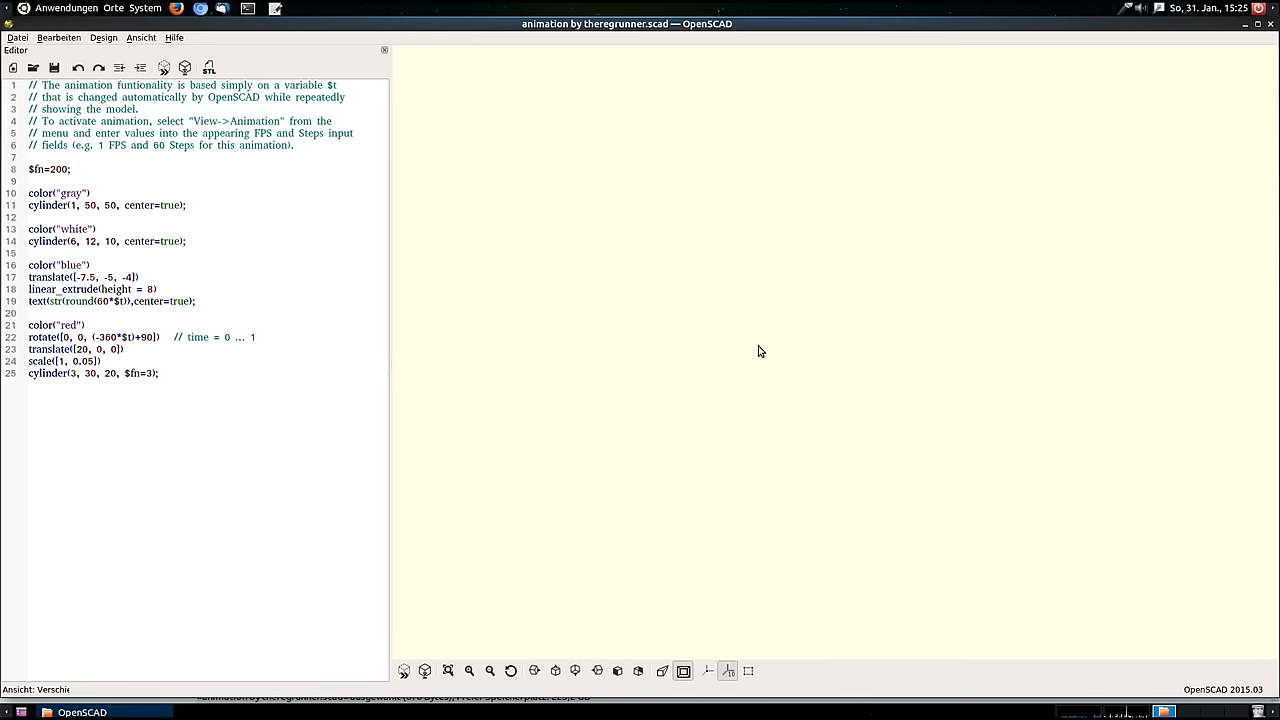 Anwendungen Orte System
So, 31. Jan., 15:25
animation by theregrunner.scad — OpenSCAD
Datei Bearbeiten Design Ansicht Hilfe
Editor
STL
1 // The animation funtionality is based simply on a variable $t
2 // that is changed automatically by OpenSCAD while repeatedly
3 // showing the model.
4 // To activate animation, select "View->Animation" from the
5 // menu and enter values into the appearing FPS and Steps input
6 // fields (e.g. 1 FPS and 60 Steps for this animation).
7
8 $fn=200;
9
10 color("gray")
11 cylinder(1, 50, 50, center=true);
12
13 color("white")
14 cylinder(6, 12, 10, center=true);
15
16 color("blue")
17 translate([-7.5, -5, -4])
18 linear_extrude(height = 8)
19 text(str(round(60*$t)),center=true);
20
21 color("red")
22 rotate([0, 0, (-360*$t)+90]) // time = 0 ... 1
23 translate([20, 0, 0])
24 scale([1, 0.05])
25 cylinder(3, 30, 20, $fn=3);
10
Ansicht: Verschie
OpenSCAD 2015.03
OpenSCAD